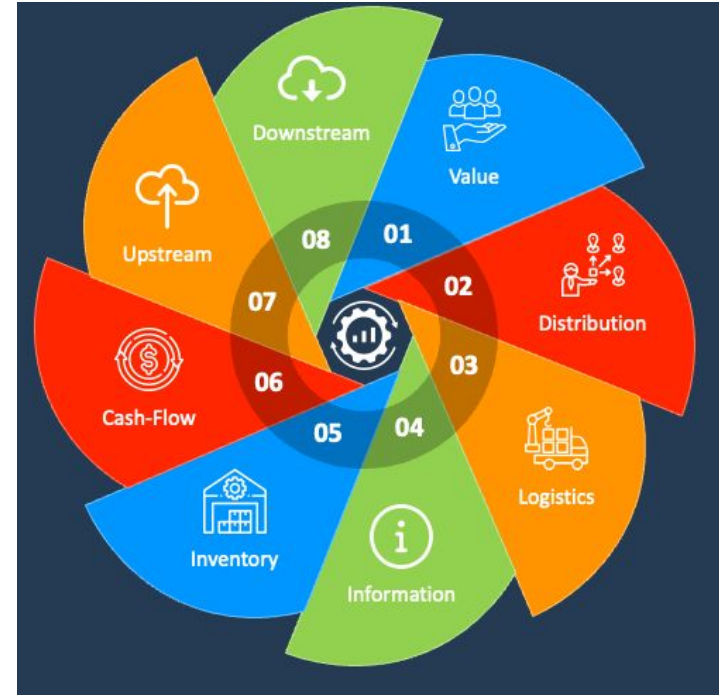 01
Value
02
Distribution
03
Logistics
04
Information
05
Inventory
06
Cash-Flow
07
Upstream
08
Downstream